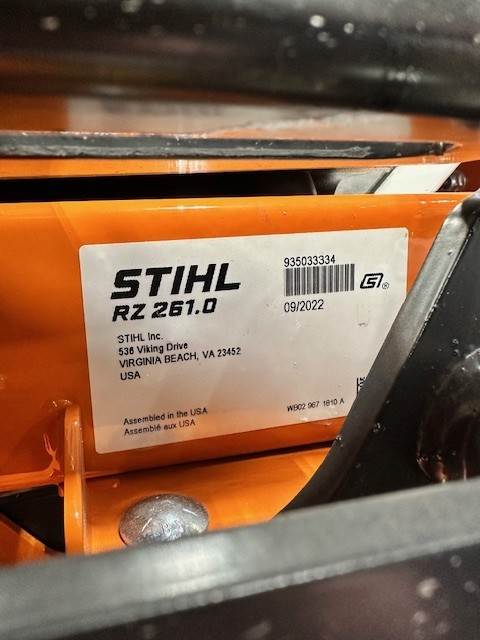 STIHL
RZ 261.0
935033334
09/2022
STIHL Inc.
536 Viking Drive
VIRGINIA BEACH, VA 23452
USA
Assembled in the USA
Assemblé aux USA
WB02 967 1810 A